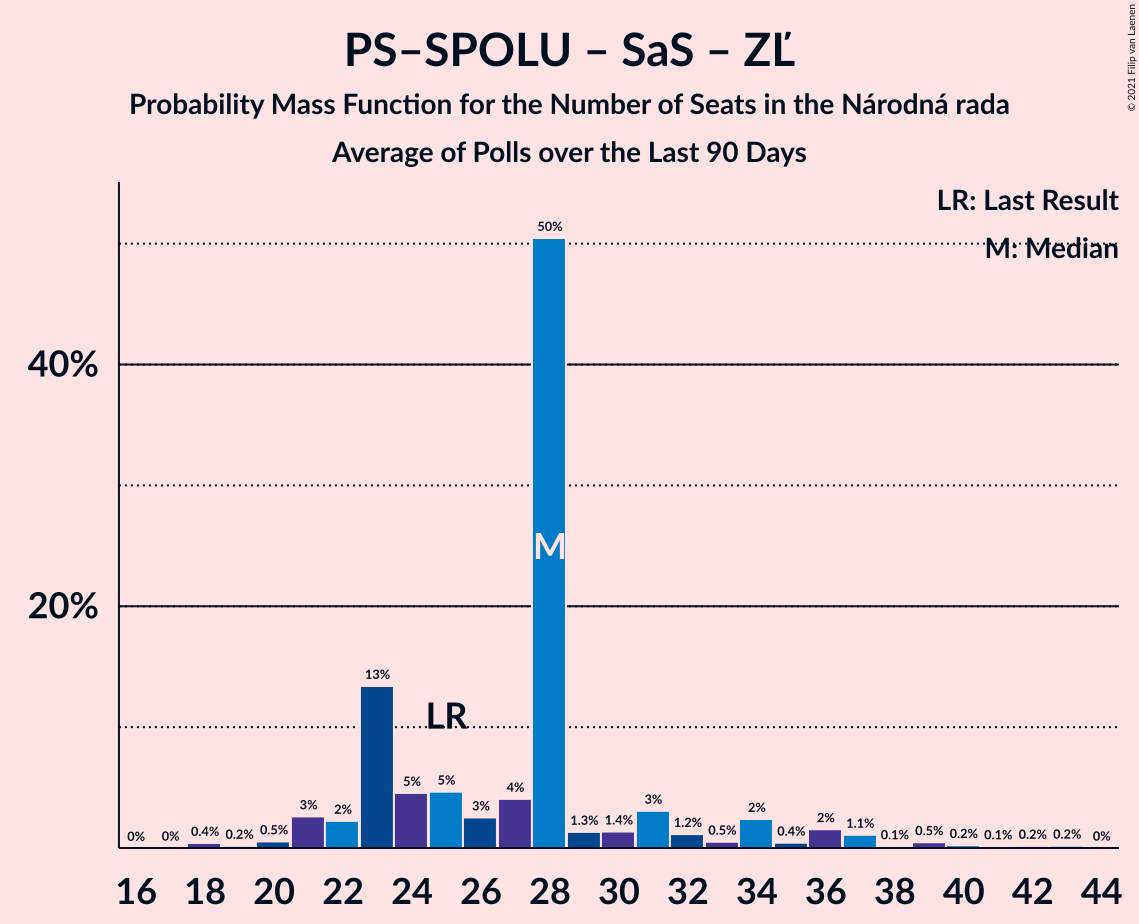 PS–SPOLU – SaS – ZĽ
Probability Mass Function for the Number of Seats in the Národná rada
Average of Polls over the Last 90 Days
© 2021 Filip van Laenen
LR: Last Result
M: Median
40%
20%
0% 0% 0.4% 0.2% 0.5% 3% 2% 13% 5% 5% 3% 4% 50% 1.3% 1.4% 3% 1.2% 0.5% 2% 0.4% 2% 1.1% 0.1% 0.5% 0.2% 0.1% 0.2% 0.2% 0%
LR
M
16 18 20 22 24 26 28 30 32 34 36 38 40 42 44